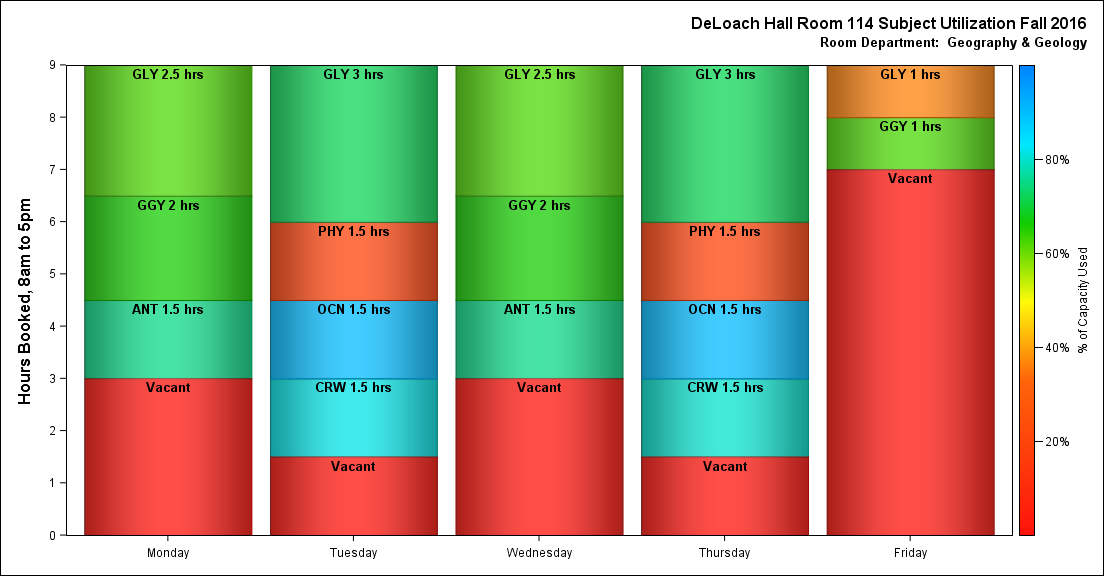 DeLoach Hall Room 114 Subject Utilization Fall 2016
Room Department:  Geography & Geology
Hours Booked, 8am to 5pm
9
8
7
6
5
4
3
2
1
0
GLY 2.5 hrs
GGY 2 hrs
ANT 1.5 hrs
Vacant
Monday
GLY 3 hrs
PHY 1.5 hrs
OCN 1.5 hrs
CRW 1.5 hrs
Vacant
Tuesday
GLY 2.5 hrs
GGY 2 hrs
ANT 1.5 hrs
Vacant
Wednesday
GLY 3 hrs
PHY 1.5 hrs
OCN 1.5 hrs
CRW 1.5 hrs
Vacant
Thursday
GLY 1 hrs
GGY 1 hrs
Vacant
Friday
80%
60%
40%
20%
% of Capacity Used